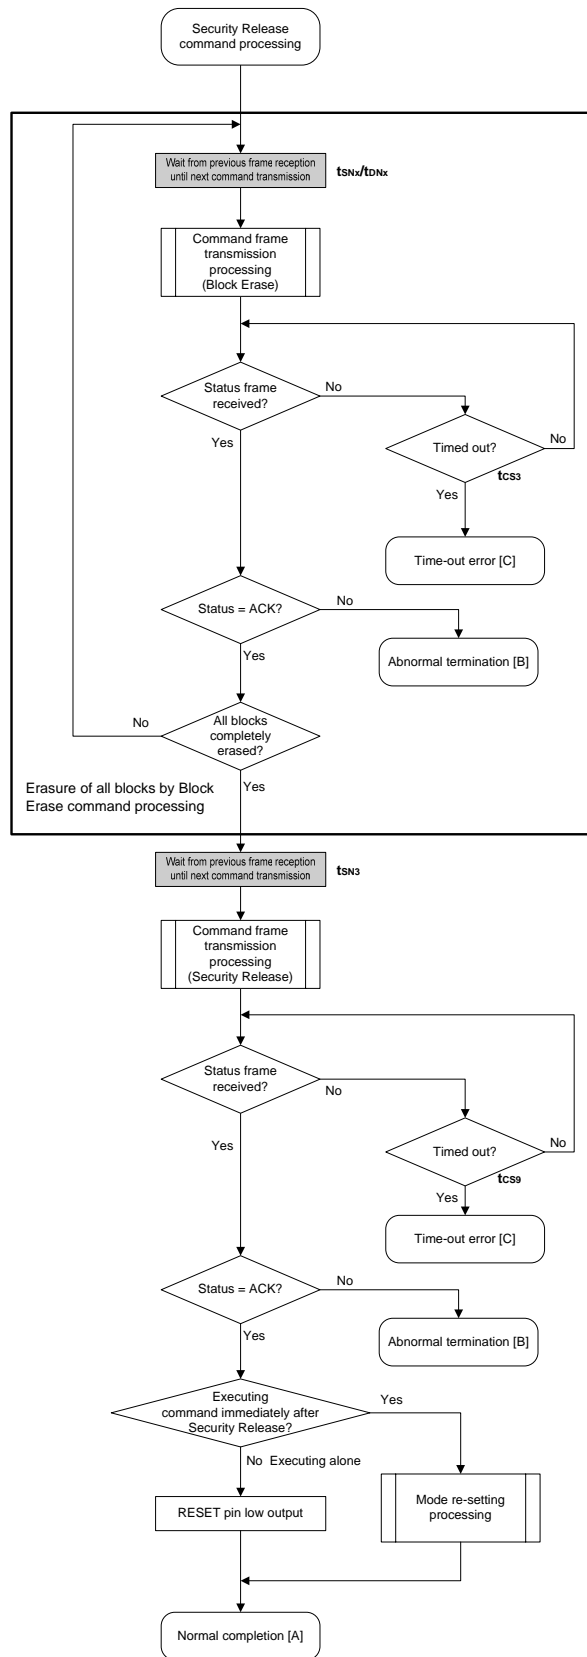 Security Release
command processing
Wait from previous frame reception
until next command transmission
tSNx/tDNx
Command frame
transmission
processing
(Block Erase)
Status frame
received?
No
Yes
Timed out?
No
tCS3
Yes
Time-out error [C]
Status = ACK?
No
Yes
Abnormal termination [B]
No
All blocks
completely
erased?
Yes
Erasure of all blocks by Block
Erase command processing
Wait from previous frame reception
until next command transmission
tSN3
Command frame
transmission
processing
(Security Release)
Status frame
received?
No
Yes
Timed out?
No
tCS9
Yes
Time-out error [C]
Status = ACK?
No
Yes
Abnormal termination [B]
Executing
command immediately after
Security Release?
Yes
No Executing alone
RESET pin low output
Mode re-setting
processing
Normal completion [A]